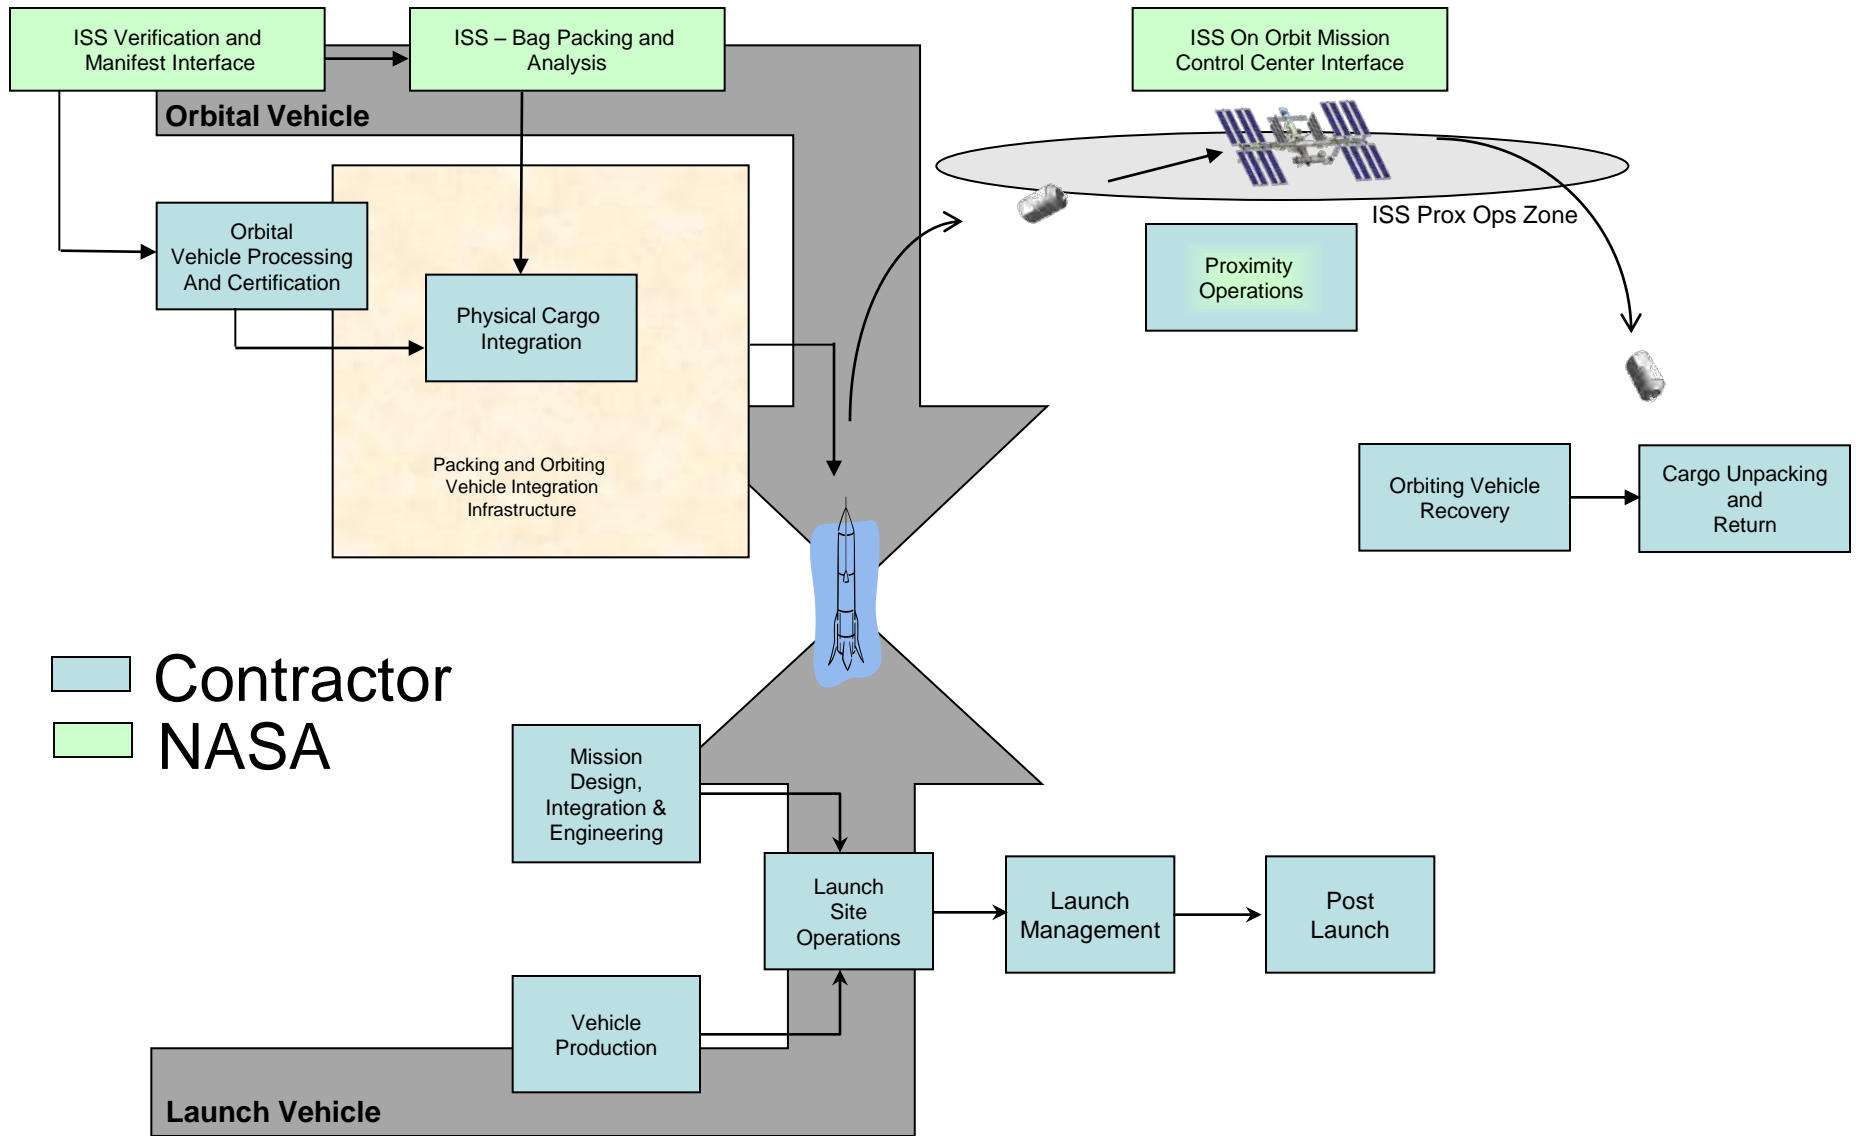 ISS Verification and
Manifest Interface
ISS – Bag Packing and
Analysis
ISS On Orbit Mission
Control Center Interface
Orbital Vehicle
ISS Prox Ops Zone
Orbital
Vehicle Processing
And Certification
Proximity
Operations
Physical Cargo
Integration
Packing and Orbiting
Vehicle Integration
Infrastructure
Orbiting Vehicle
Recovery
Cargo Unpacking
and
Return
Contractor
NASA
Mission
Design,
Integration &
Engineering
Launch
Site
Operations
Launch
Management
Post
Launch
Vehicle
Production
Launch Vehicle